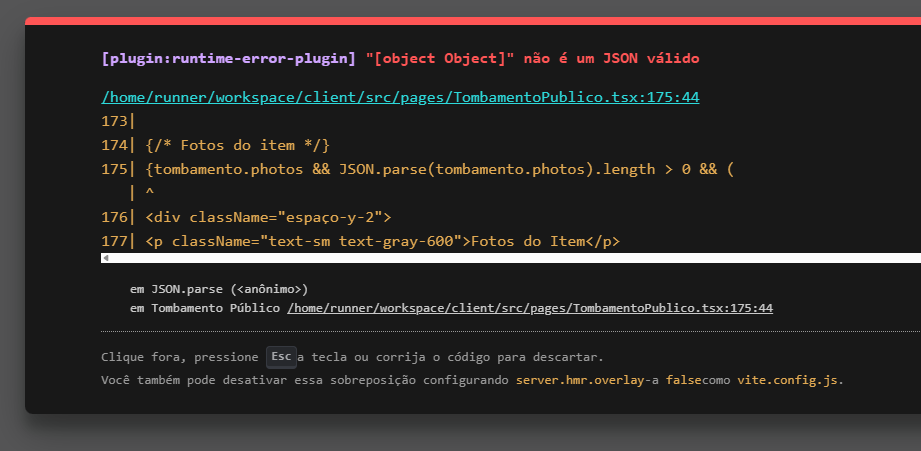 [plugin:runtime-error-plugin] "[object Object]" não é um JSON válido
/home/runner/workspace/client/src/pages/TombamentoPublico.tsx:175:44
173|
174| {/* Fotos do item */}
175| {tombamento.photos && JSON.parse(tombamento.photos).length > 0 && (
| ^
176| <div className="espaço-y-2">
177| <p className="text-sm text-gray-600">Fotos do Item</p>
em JSON.parse (<anônimo>)
em Tombamento Público /home/runner/workspace/client/src/pages/TombamentoPublico.tsx:175:44
Clique fora, pressione Esc a tecla ou corrija o código para descartar.
Você também pode desativar essa sobreposição configurando server.hmr.overlay-a falsecomo vite.config.js.